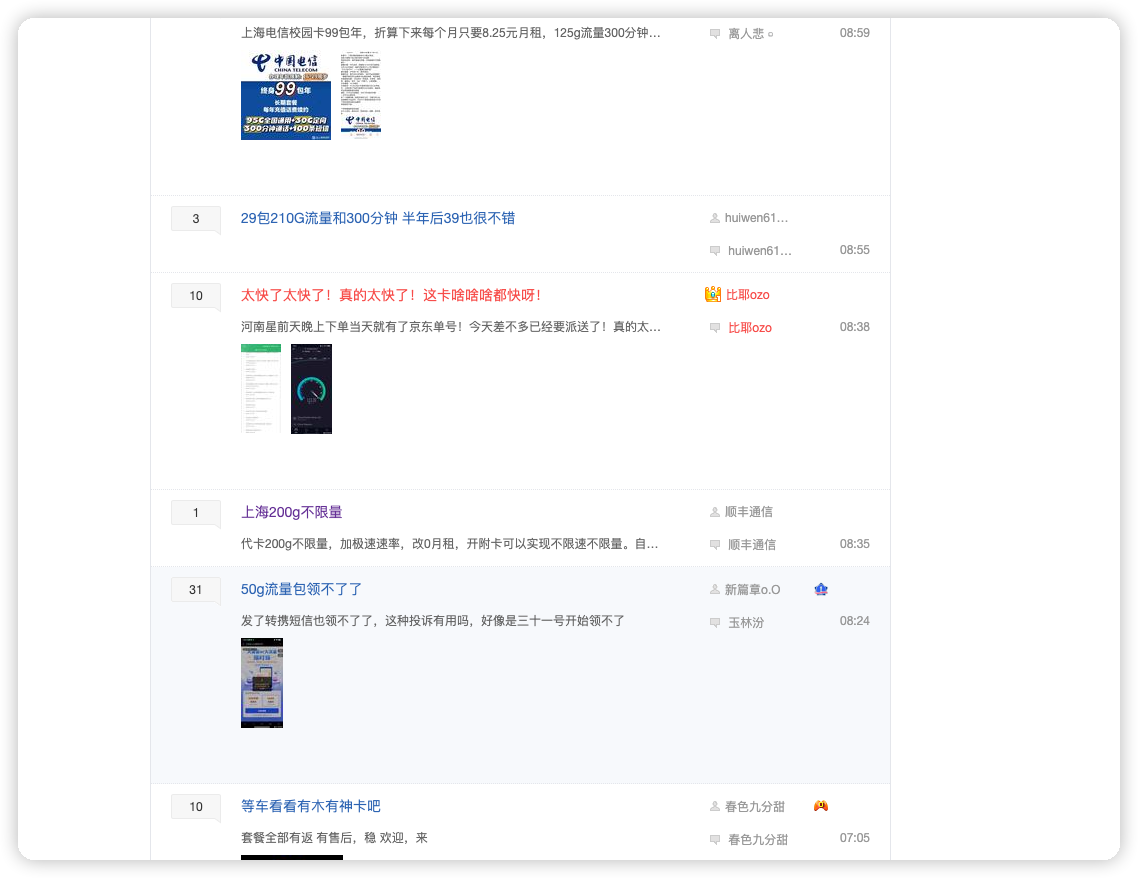 上海电信校园卡99包年，折算下来每个月只要8.25元月租，125g流量300分钟...
离人悲。
08:59
中国电信
CHINA TELECOM
终身99包年
长期套餐
每年充值话费续约
95G全国通用+30G定向
300分钟通话+100条短信
中国电信
3
29包210G流量和300分钟 半年后39也很不错
huiwen61...
huiwen61...
08:55
10
太快了太快了！真的太快了！这卡啥啥啥都快呀！
比耶ozo
河南星前天晚上下单当天就有了京东单号！今天差不多已经要派送了！真的太...
比耶ozo
08:38
1
上海200g不限量
顺丰通信
代卡200g不限量，加极速速率，改0月租，开附卡可以实现不限速不限量。自...
顺丰通信
08:35
31
50g流量包领不了了
新篇章o.O
发了转携短信也领不了了，这种投诉有用吗，好像是三十一号开始领不了
玉林汾
08:24
10
等车看看有木有神卡吧
春色九分甜
套餐全部有返 有售后，稳 欢迎，来
春色九分甜
07:05